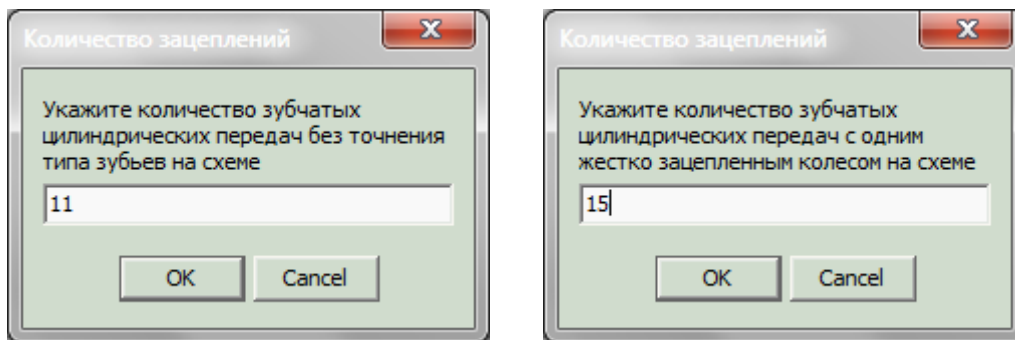 Количество зацеплений
Укажите количество зубчатых
цилиндрических передач без точнения
типа зубьев на схеме
11
OK Cancel
Количество зацеплений
Укажите количество зубчатых
цилиндрических передач с одним
жестко зацепленным колесом на схеме
15
OK Cancel